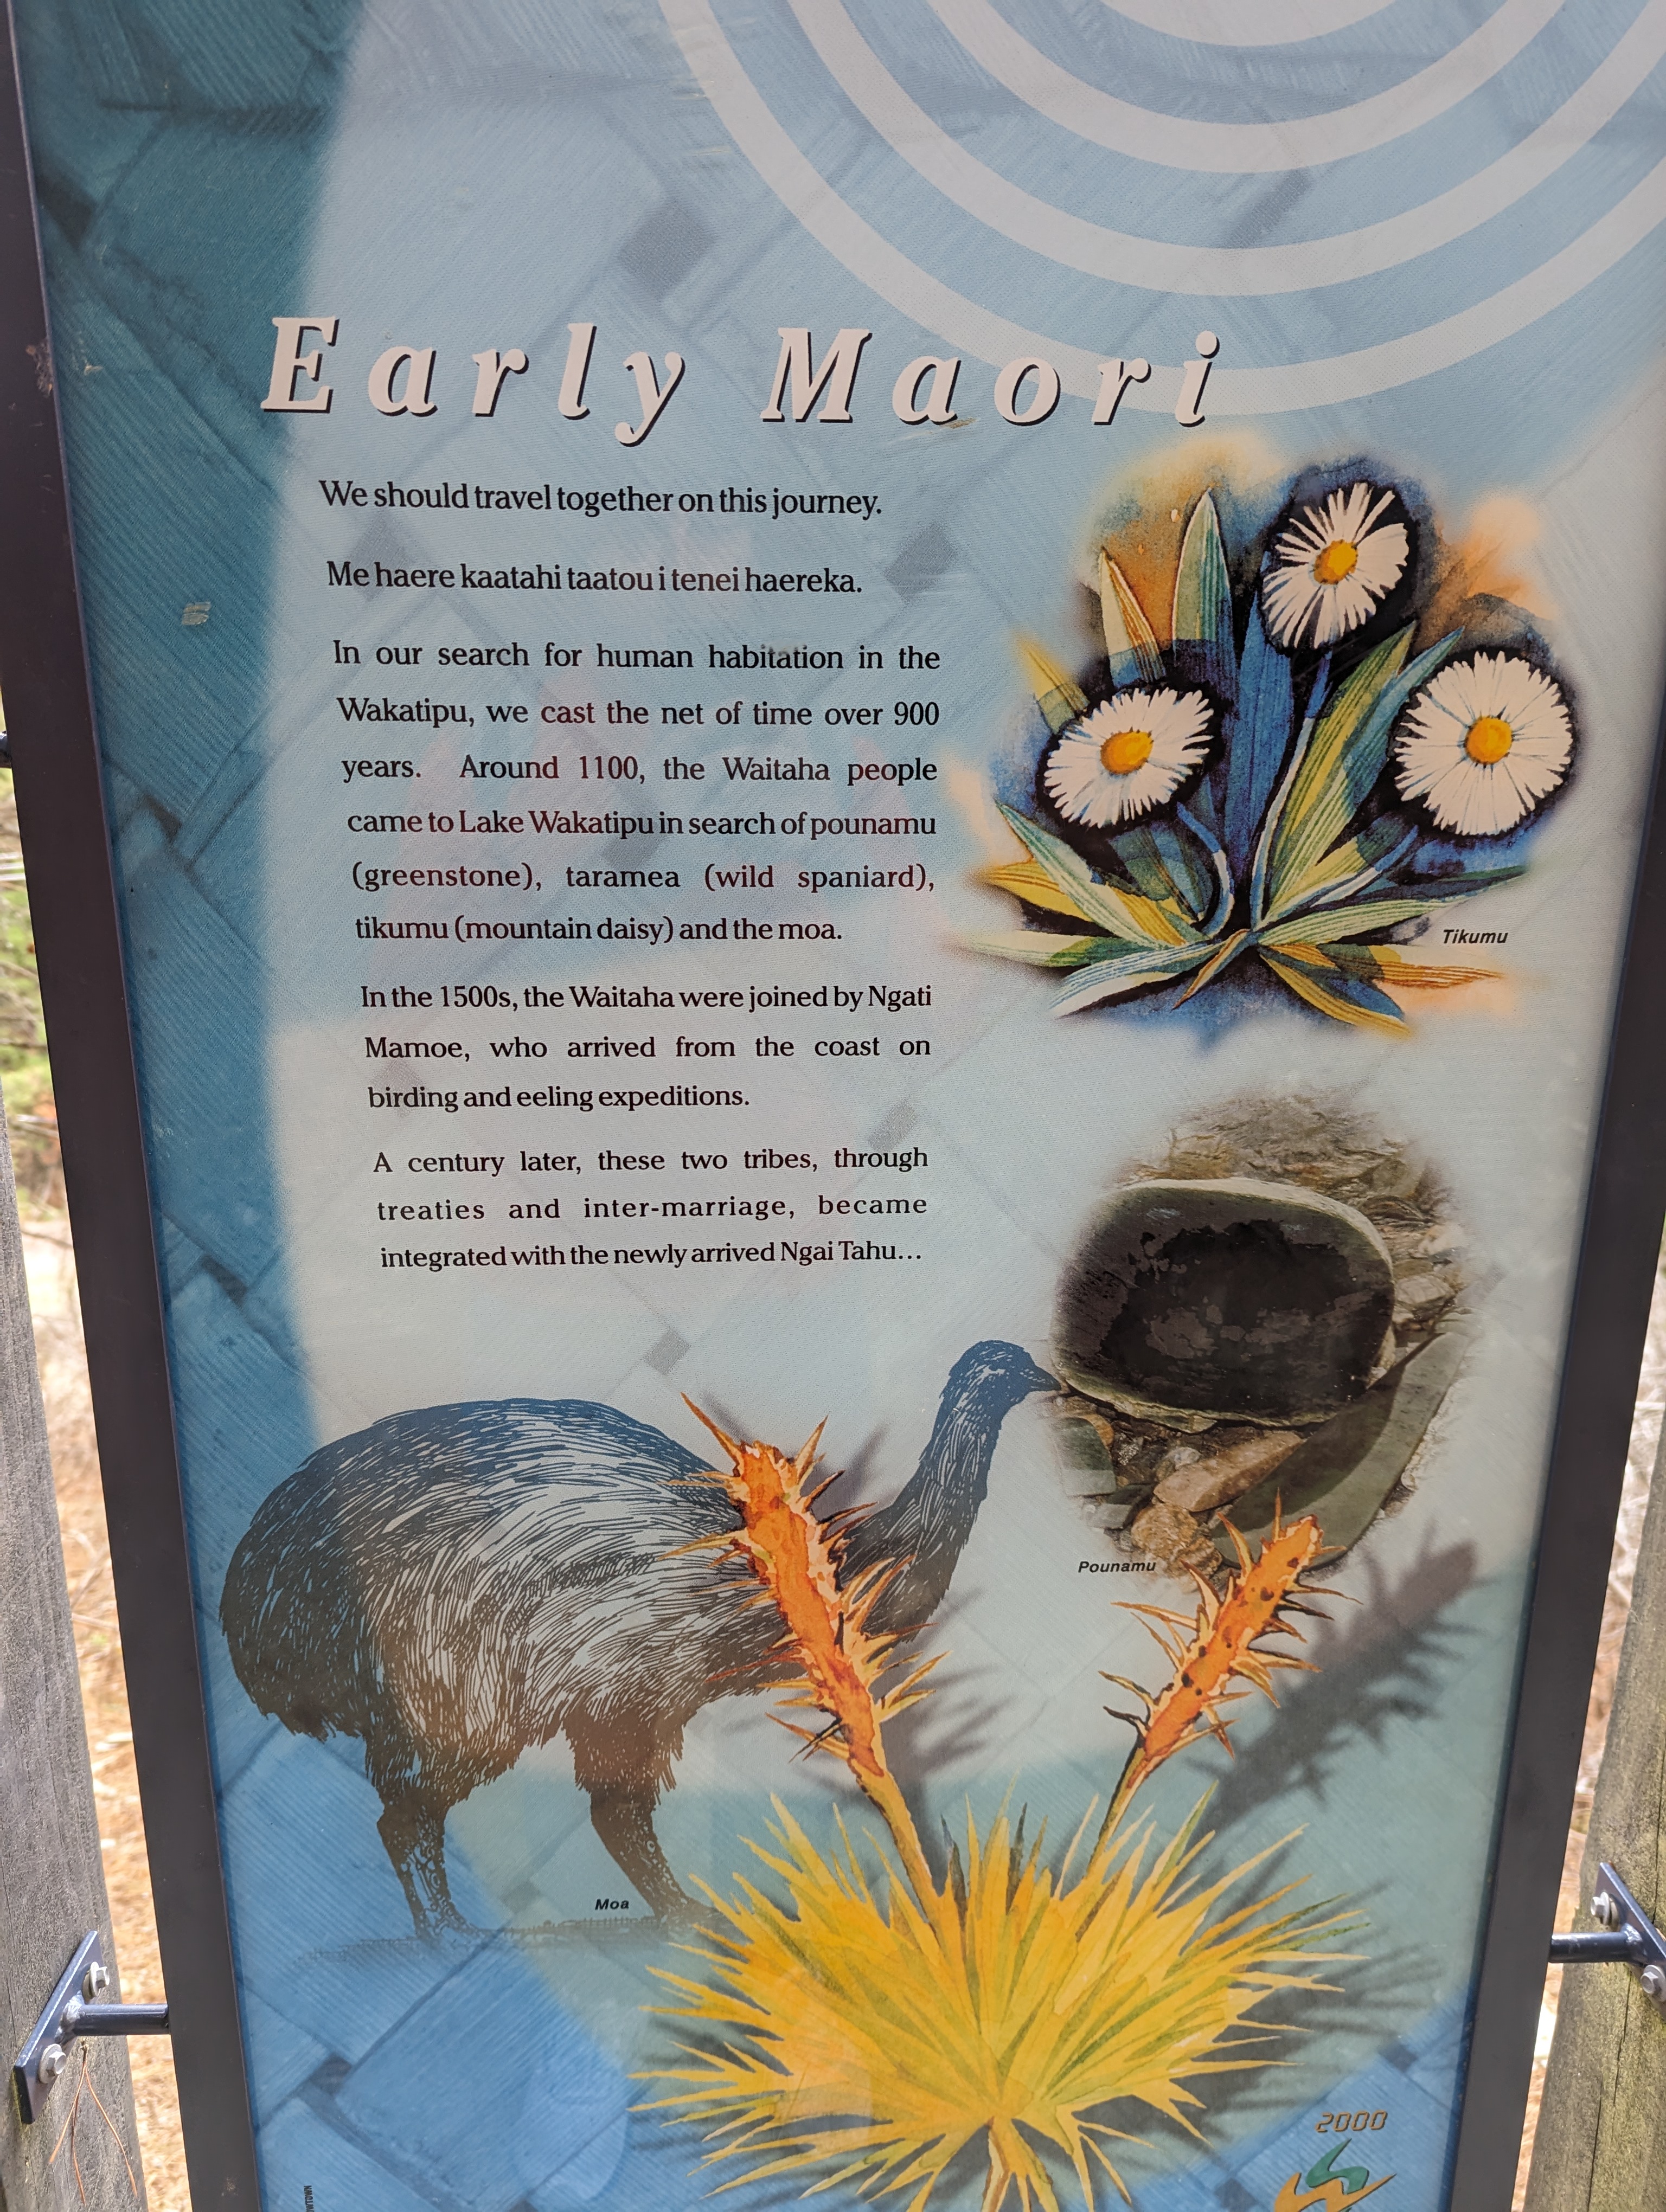 Early Maori
We should travel together on this journey.
Me haere kaatahi taatou i tenei haereka.
In our search for human habitation in the
Wakatipu, we cast the net of time over 900
years. Around 1100, the Waitaha people
came to Lake Wakatipu in search of pounamu
(greenstone), taramea (wild spaniard),
tikumu (mountain daisy) and the moa.
In the 1500s, the Waitaha were joined by Ngati
Mamoe, who arrived from the coast on
birding and eeling expeditions.
A century later, these two tribes, through
treaties and inter-marriage, became
integrated with the newly arrived Ngai Tahu...
Tikumu
Pounamu
Moa
2000